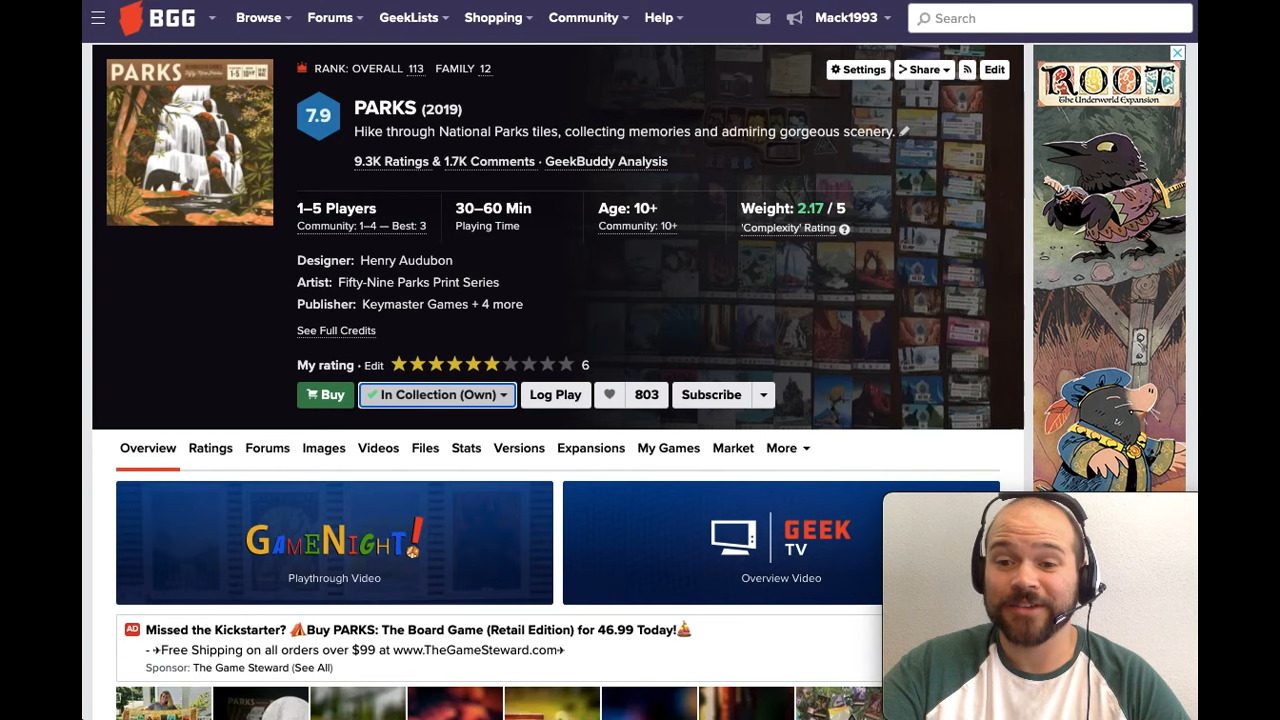 BGG Browse Forums GeekLists Shopping Community Help Mack1993 Search
PARKS
RANK: OVERALL 113 FAMILY 12
Settings Share Edit
7.9
PARKS (2019)
Hike through National Parks tiles, collecting memories and admiring gorgeous scenery.
9.3K Ratings & 1.7K Comments · GeekBuddy Analysis
1–5 Players
Community: 1–4 — Best: 3
30–60 Min
Playing Time
Age: 10+
Community: 10+
Weight: 2.17 / 5
'Complexity' Rating ?
Designer: Henry Audubon
Artist: Fifty-Nine Parks Print Series
Publisher: Keymaster Games + 4 more
See Full Credits
My rating · Edit 6
Buy In Collection (Own) Log Play 803 Subscribe
ROOT
The Underworld Expansion
Overview Ratings Forums Images Videos Files Stats Versions Expansions My Games Market More
GAMENIGHT!
Playthrough Video
GEEK
TV
Overview Video
AD Missed the Kickstarter? Buy PARKS: The Board Game (Retail Edition) for 46.99 Today!
- Free Shipping on all orders over $99 at www.TheGameSteward.com
Sponsor: The Game Steward (See All)
PARKS